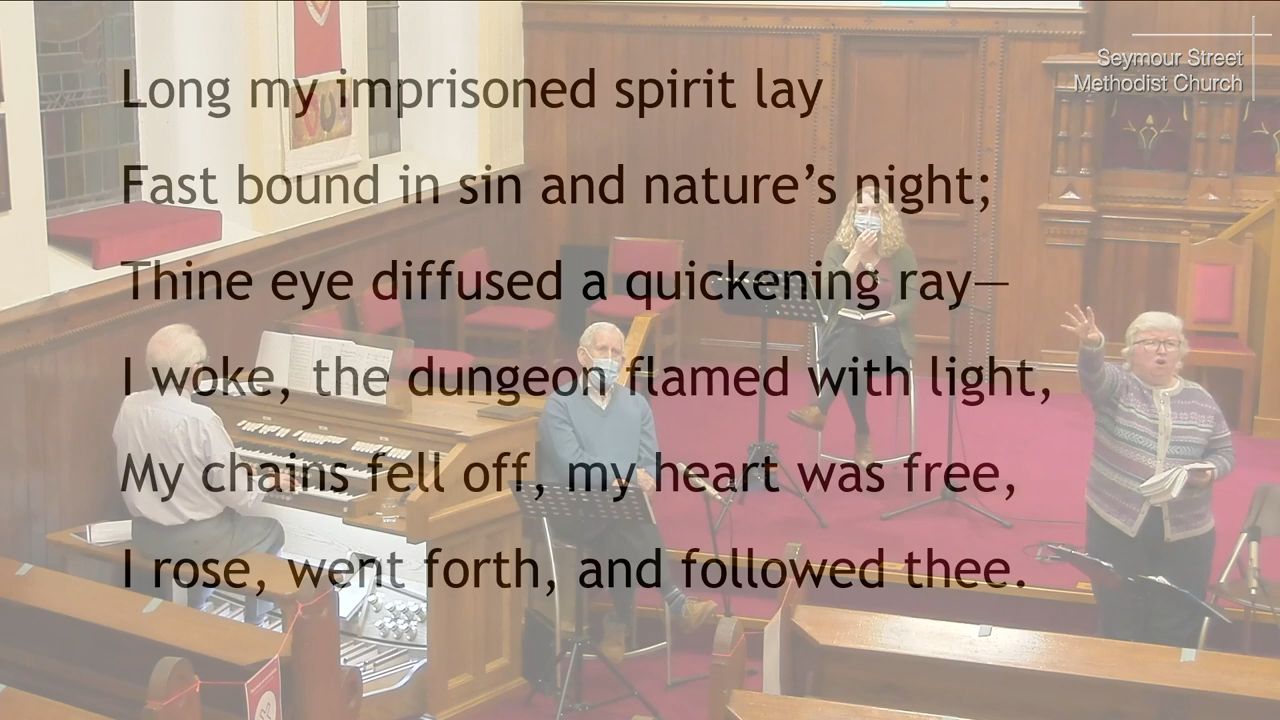 Seymour Street
Methodist Church
Long my imprisoned spirit lay
Fast bound in sin and nature’s night;
Thine eye diffused a quickening ray—
I woke, the dungeon flamed with light,
My chains fell off, my heart was free,
I rose, went forth, and followed thee.